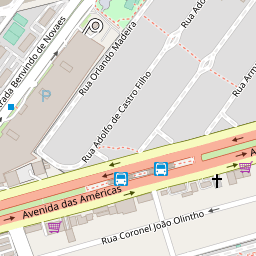 rada Benvindo de Novaes
Rua Orlando Madeira
Rua Ado
Rua Adolfo de Castro Filho
Rua Arm
A
Avenida das Américas
Rua Coronel João Olintho